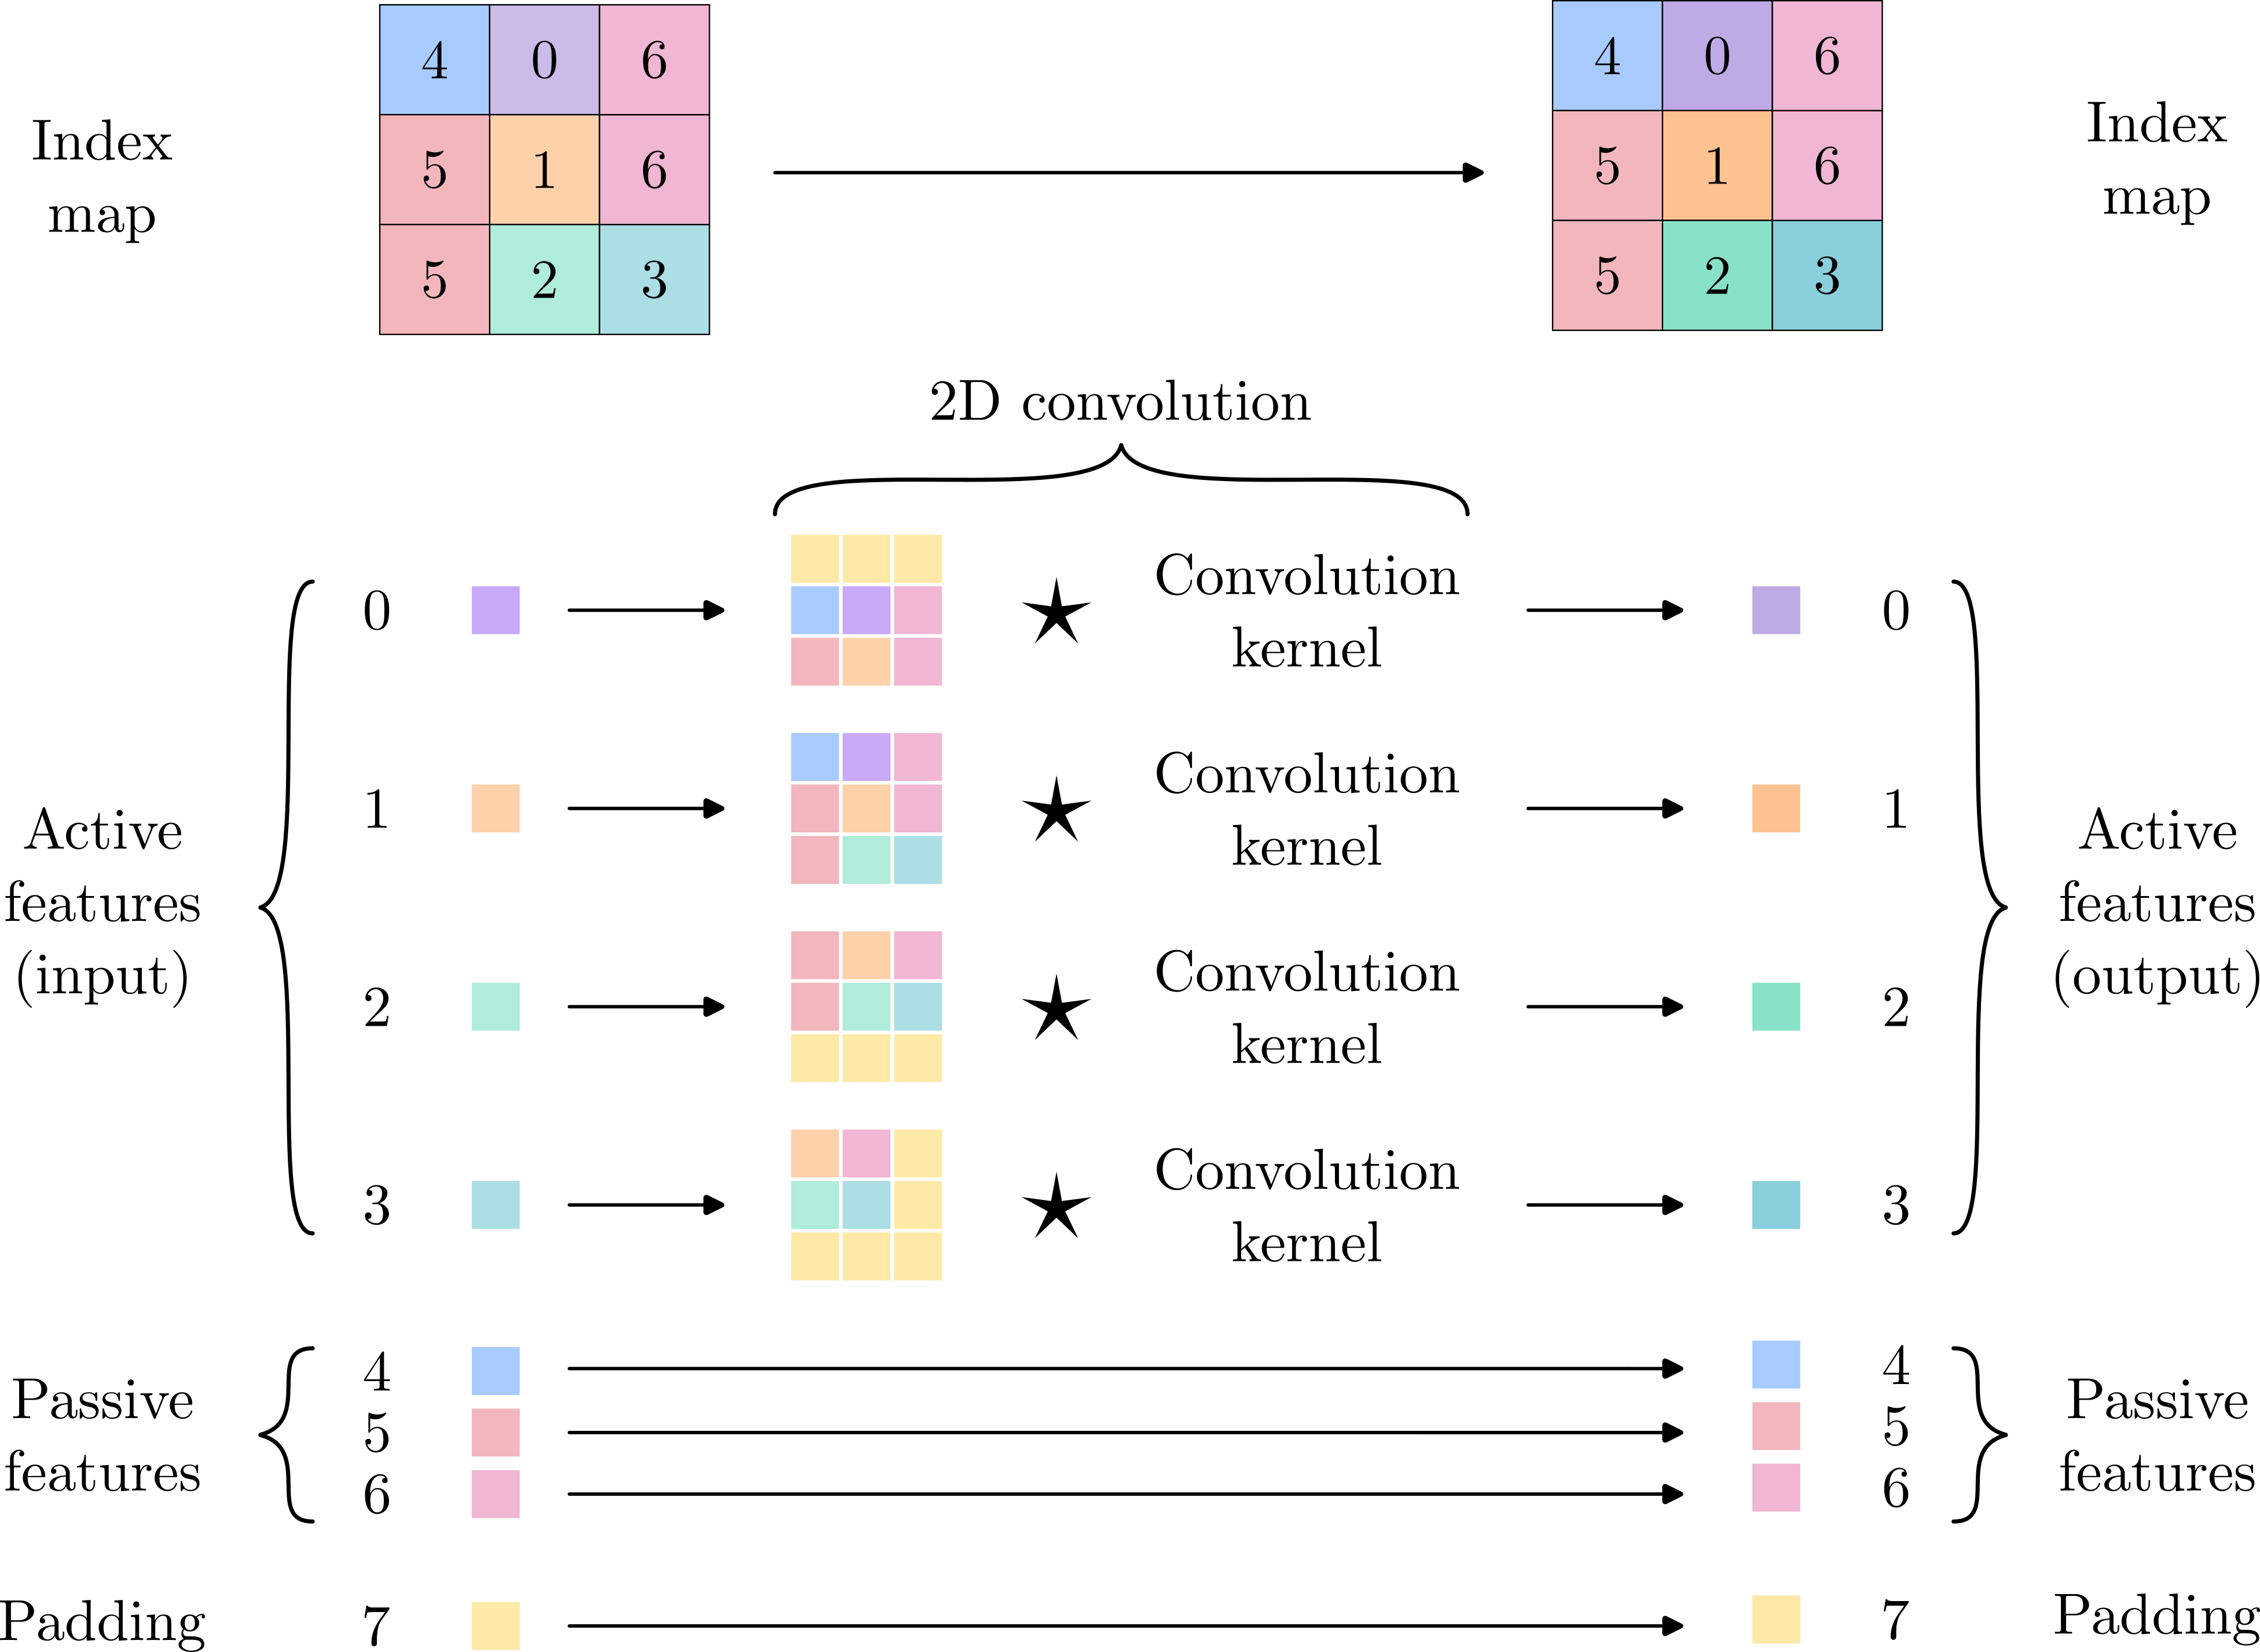 Index
map
4 0 6
5 1 6
5 2 3
4 0 6
5 1 6
5 2 3
Index
map
2D convolution
Active
features
(input)
0
Convolution
kernel
0
1
Convolution
kernel
1
2
Convolution
kernel
2
3
Convolution
kernel
3
Active
features
(output)
Passive
features
4
5
6
4
5
6
Passive
features
Padding
7
7
Padding